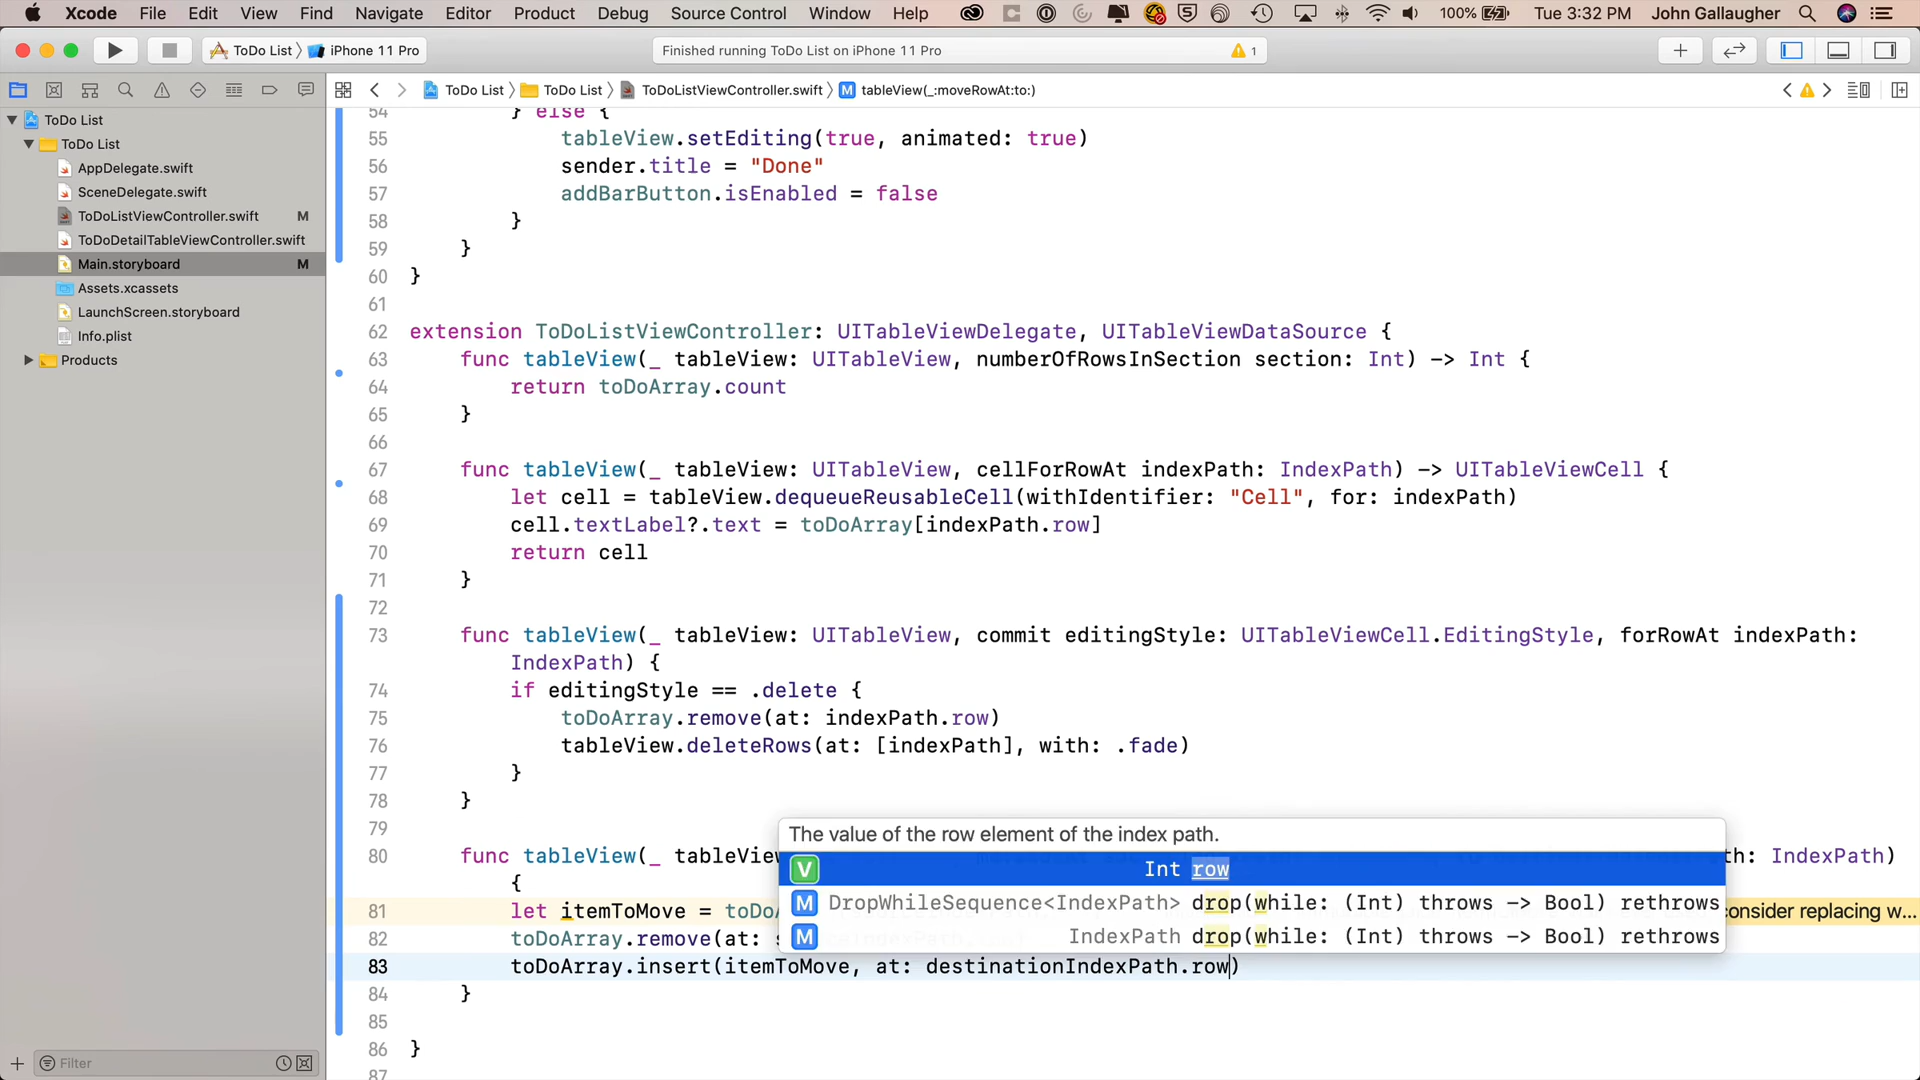 Xcode File Edit View Find Navigate Editor Product Debug Source Control Window Help 100% Tue 3:32 PM John Gallaugher
ToDo List iPhone 11 Pro Finished running ToDo List on iPhone 11 Pro 1
ToDo List ToDo List ToDoListViewController.swift M tableView(_:moveRowAt:to:)
ToDo List
ToDo List
AppDelegate.swift
SceneDelegate.swift
ToDoListViewController.swift M
ToDoDetailTableViewController.swift
Main.storyboard M
Assets.xcassets
LaunchScreen.storyboard
Info.plist
Products
Filter
54 } else {
55 tableView.setEditing(true, animated: true)
56 sender.title = "Done"
57 addBarButton.isEnabled = false
58 }
59 }
60 }
61
62 extension ToDoListViewController: UITableViewDelegate, UITableViewDataSource {
63 func tableView(_ tableView: UITableView, numberOfRowsInSection section: Int) -> Int {
64 return toDoArray.count
65 }
66
67 func tableView(_ tableView: UITableView, cellForRowAt indexPath: IndexPath) -> UITableViewCell {
68 let cell = tableView.dequeueReusableCell(withIdentifier: "Cell", for: indexPath)
69 cell.textLabel?.text = toDoArray[indexPath.row]
70 return cell
71 }
72
73 func tableView(_ tableView: UITableView, commit editingStyle: UITableViewCell.EditingStyle, forRowAt indexPath:
IndexPath) {
74 if editingStyle == .delete {
75 toDoArray.remove(at: indexPath.row)
76 tableView.deleteRows(at: [indexPath], with: .fade)
77 }
78 }
79
The value of the row element of the index path.
80 func tableView(_ tableView th: IndexPath)
{
V Int row
M DropWhileSequence<IndexPath> drop(while: (Int) throws -> Bool) rethrows
M IndexPath drop(while: (Int) throws -> Bool) rethrows
81 let itemToMove = toDoA consider replacing w...
82 toDoArray.remove(at:
83 toDoArray.insert(itemToMove, at: destinationIndexPath.row)
84 }
85
86 }
87